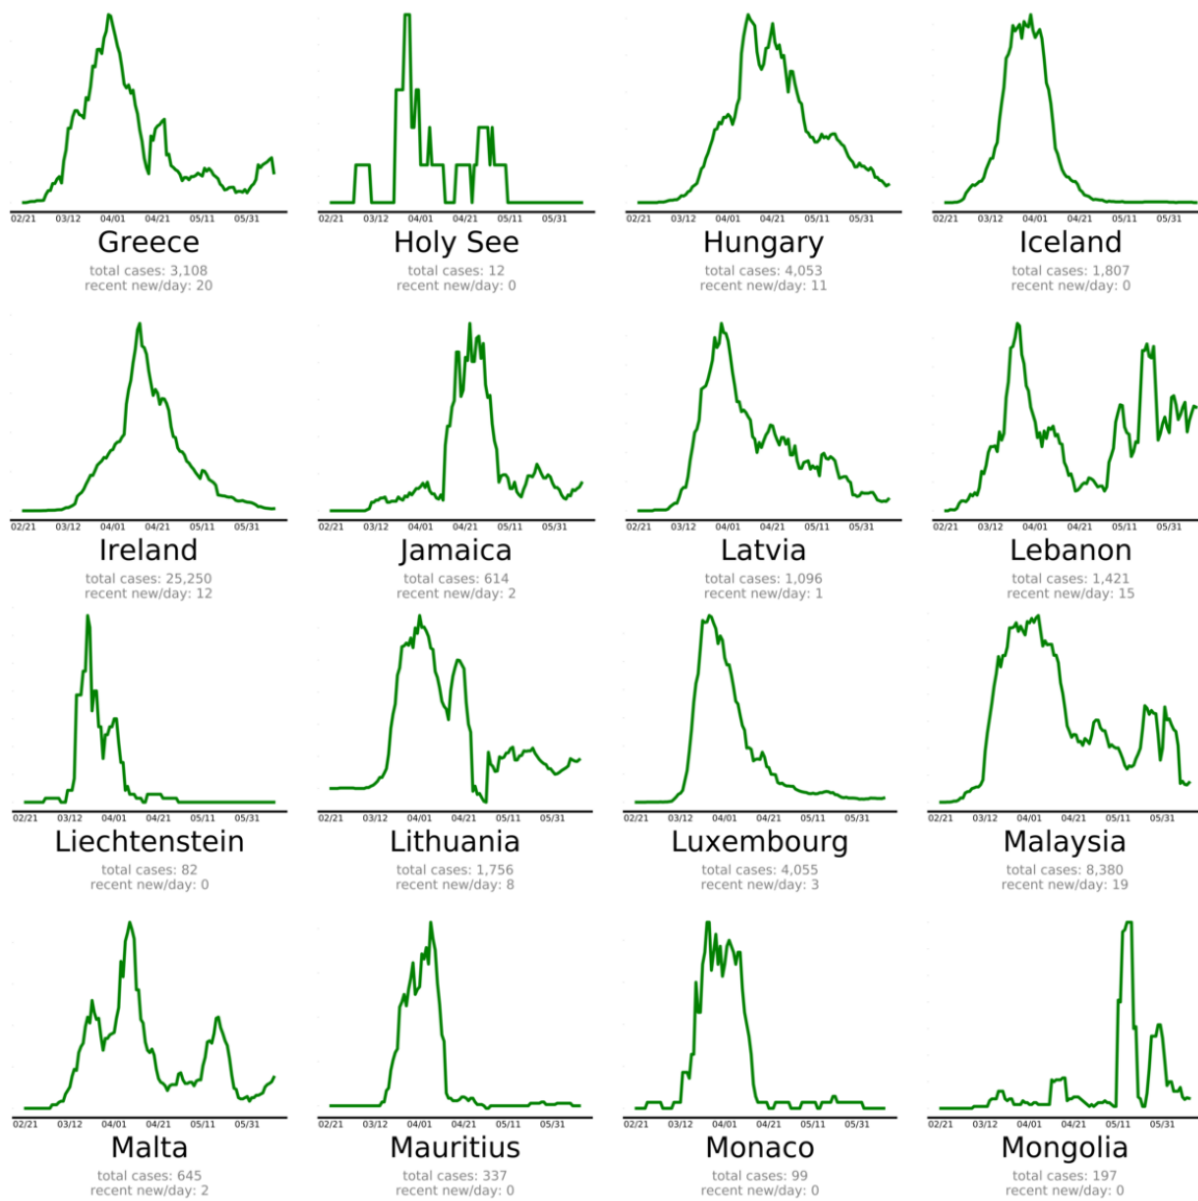 02/21 03/12 04/01 04/21 05/11 05/31
02/21 03/12 04/01 04/21 05/11 05/31
02/21 03/12 04/01 04/21 05/11 05/31
02/21 03/12 04/01 04/21 05/11 05/31
Greece
Holy See
Hungary
Iceland
total cases: 3,108
total cases: 12
total cases: 4,053
total cases: 1,807
recent new/day: 20
recent new/day: 0
recent new/day: 11
recent new/day: 0
02/21 03/12 04/01 04/21 05/11 05/31
02/21 03/12 04/01 04/21 05/11 05/31
02/21 03/12 04/01 04/21 05/11 05/31
02/21 03/12 04/01 04/21 05/11 05/31
Ireland
Jamaica
Latvia
Lebanon
total cases: 25,250
total cases: 614
total cases: 1,096
total cases: 1,421
recent new/day: 12
recent new/day: 2
recent new/day: 1
recent new/day: 15
02/21 03/12 04/01 04/21 05/11 05/31
02/21 03/12 04/01 04/21 05/11 05/31
02/21 03/12 04/01 04/21 05/11 05/31
02/21 03/12 04/01 04/21 05/11 05/31
Liechtenstein
Lithuania
Luxembourg
Malaysia
total cases: 82
total cases: 1,756
total cases: 4,055
total cases: 8,380
recent new/day: 0
recent new/day: 8
recent new/day: 3
recent new/day: 19
02/21 03/12 04/01 04/21 05/11 05/31
02/21 03/12 04/01 04/21 05/11 05/31
02/21 03/12 04/01 04/21 05/11 05/31
02/21 03/12 04/01 04/21 05/11 05/31
Malta
Mauritius
Monaco
Mongolia
total cases: 645
total cases: 337
total cases: 99
total cases: 197
recent new/day: 2
recent new/day: 0
recent new/day: 0
recent new/day: 0